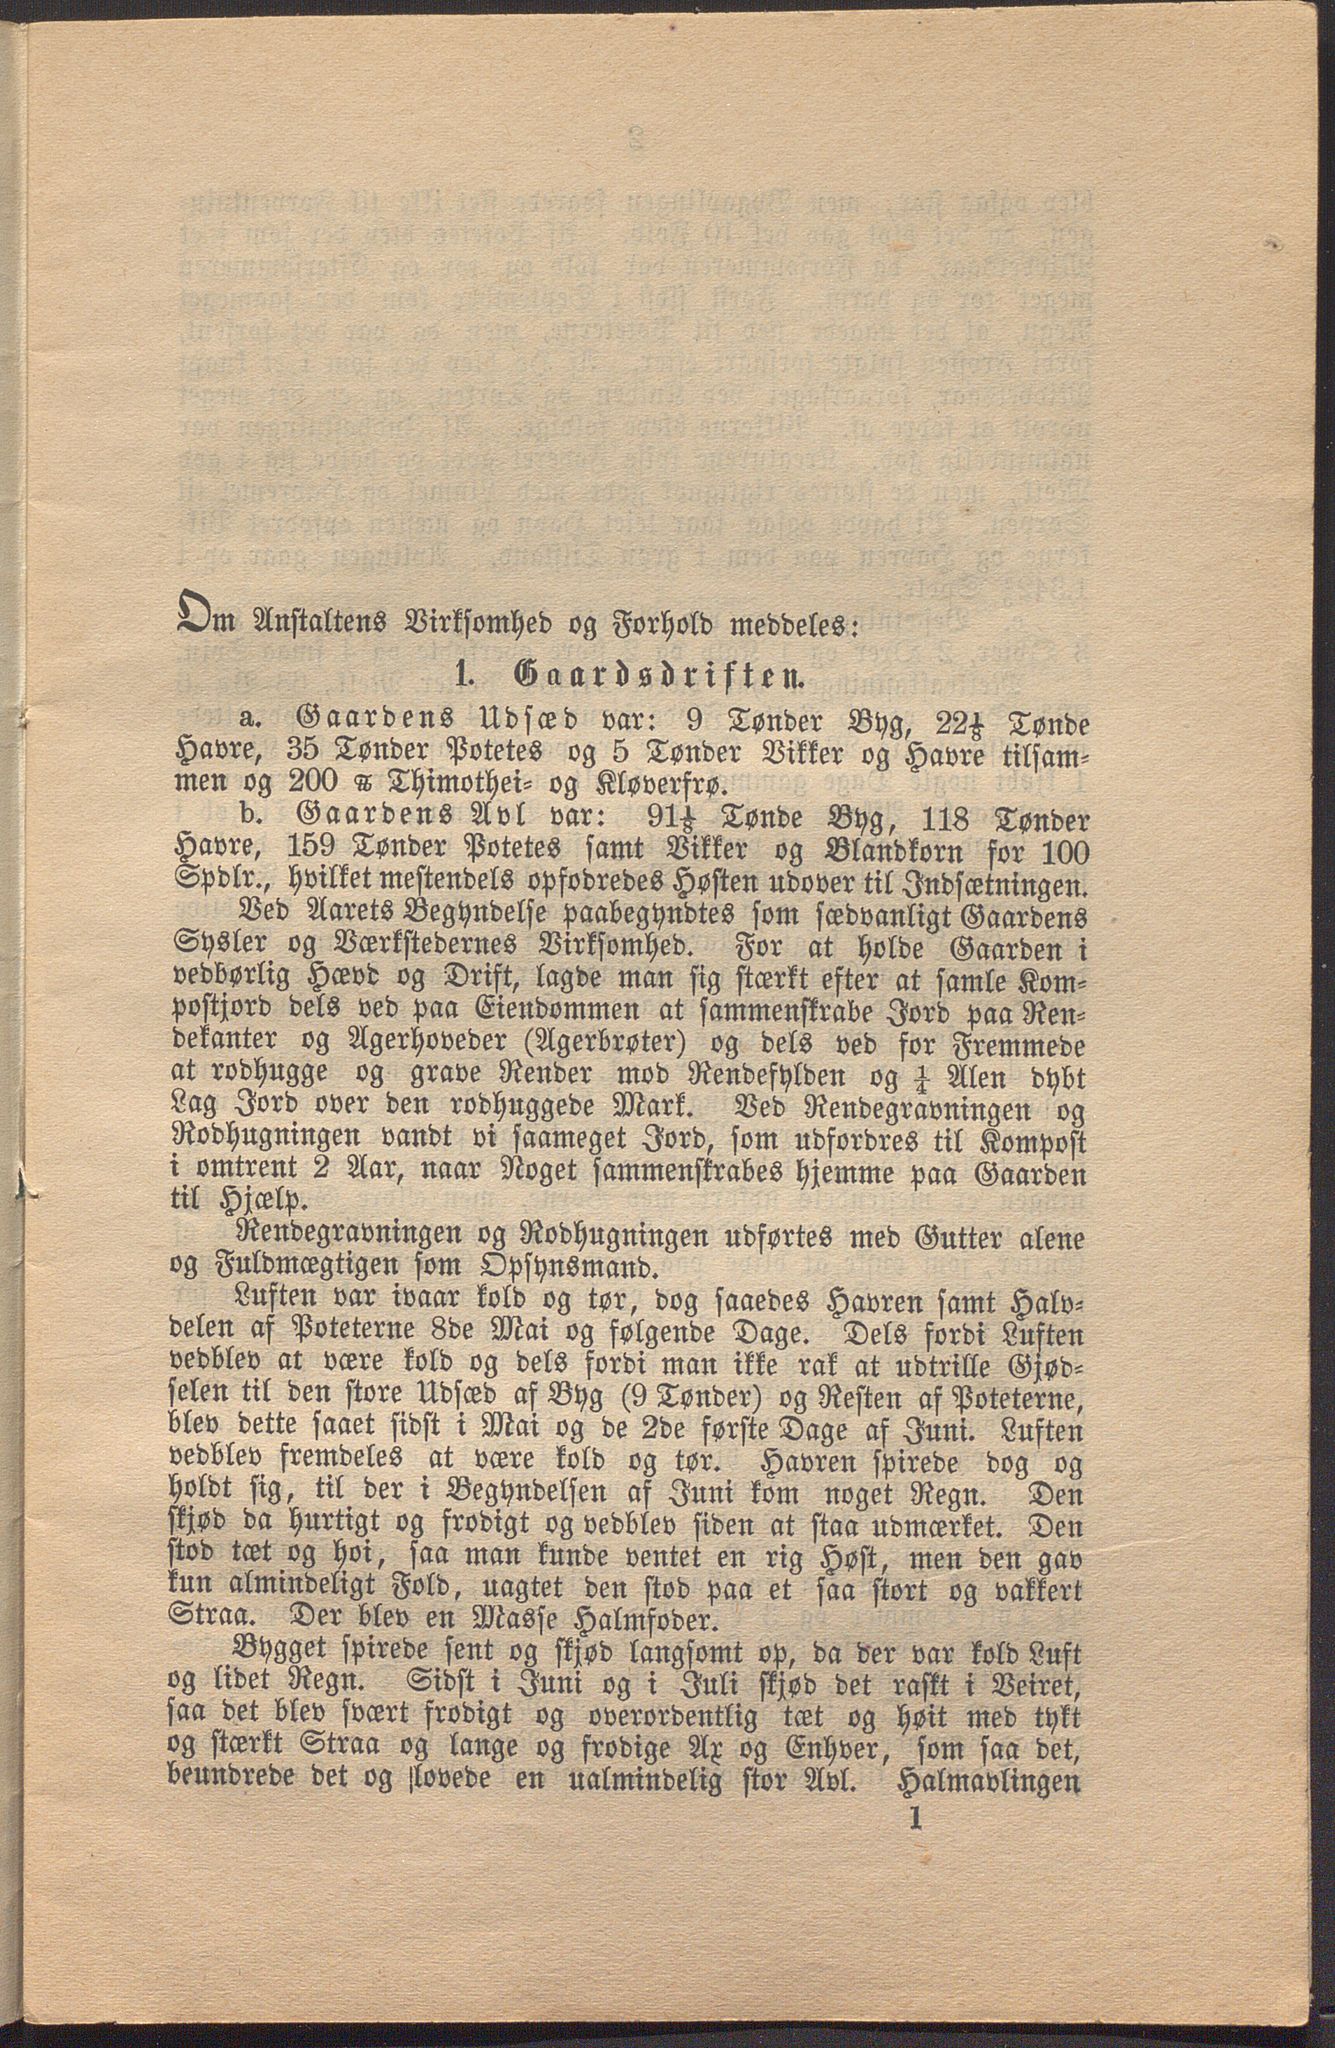 Om Anstaltens Virksomhed og Forhold meddeles:
1. Gaardsdriften.
a. Gaardens Udsæd var: 9 Tønder Byg, 22⅛ Tønde
Havre, 35 Tønder Potetes og 5 Tønder Vikker og Havre tilsam-
men og 200 ℔ Thimothei- og Kløverfrø.
b. Gaardens Avl var: 91⅛ Tønde Byg, 118 Tønder
Havre, 159 Tønder Potetes samt Vikker og Blandkorn for 100
Spdlr., hvilket mestendels opfodredes Høsten udover til Indsætningen.
Ved Aarets Begyndelse paabegyndtes som sædvanligt Gaardens
Sysler og Værkstedernes Virksomhed. For at holde Gaarden i
vedbørlig Hævd og Drift, lagde man sig stærkt efter at samle Kom-
postjord dels ved paa Eiendommen at sammenskrabe Jord paa Ren-
dekanter og Agerhoveder (Agerbrøter) og dels ved for Fremmede
at rodhugge og grave Render mod Rendefylden og ¼ Alen dybt
Lag Jord over den rodhuggede Mark. Ved Rendegravningen og
Rodhugningen vandt vi saameget Jord, som udfordres til Kompost
i omtrent 2 Aar, naar Noget sammenskrabes hjemme paa Gaarden
til Hjælp.
Rendegravningen og Rodhugningen udførtes med Gutter alene
og Fuldmægtigen som Opsynsmand.
Luften var ivaar kold og tør, dog saaedes Havren samt Halv-
delen af Poteterne 8de Mai og følgende Dage. Dels fordi Luften
vedblev at være kold og dels fordi man ikke rak at udtrille Gjød-
selen til den store Udsæd af Byg (9 Tønder) og Resten af Poteterne,
blev dette saaet sidst i Mai og de 2de første Dage af Juni. Luften
vedblev fremdeles at være kold og tør. Havren spirede dog og
holdt sig, til der i Begyndelsen af Juni kom noget Regn. Den
skjød da hurtigt og frodigt og vedblev siden at staa udmærket. Den
stod tæt og hoi, saa man kunde ventet en rig Høst, men den gav
kun almindeligt Fold, uagtet den stod paa et saa stort og vakkert
Straa. Der blev en Masse Halmfoder.
Bygget spirede sent og skjød langsomt op, da der var kold Luft
og lidet Regn. Sidst i Juni og i Juli skjød det raskt i Veiret,
saa det blev svært frodigt og overordentlig tæt og høit med tykt
og stærkt Straa og lange og frodige Ax og Enhver, som saa det,
beundrede det og lovede en ualmindelig stor Avl. Halmavlingen
1